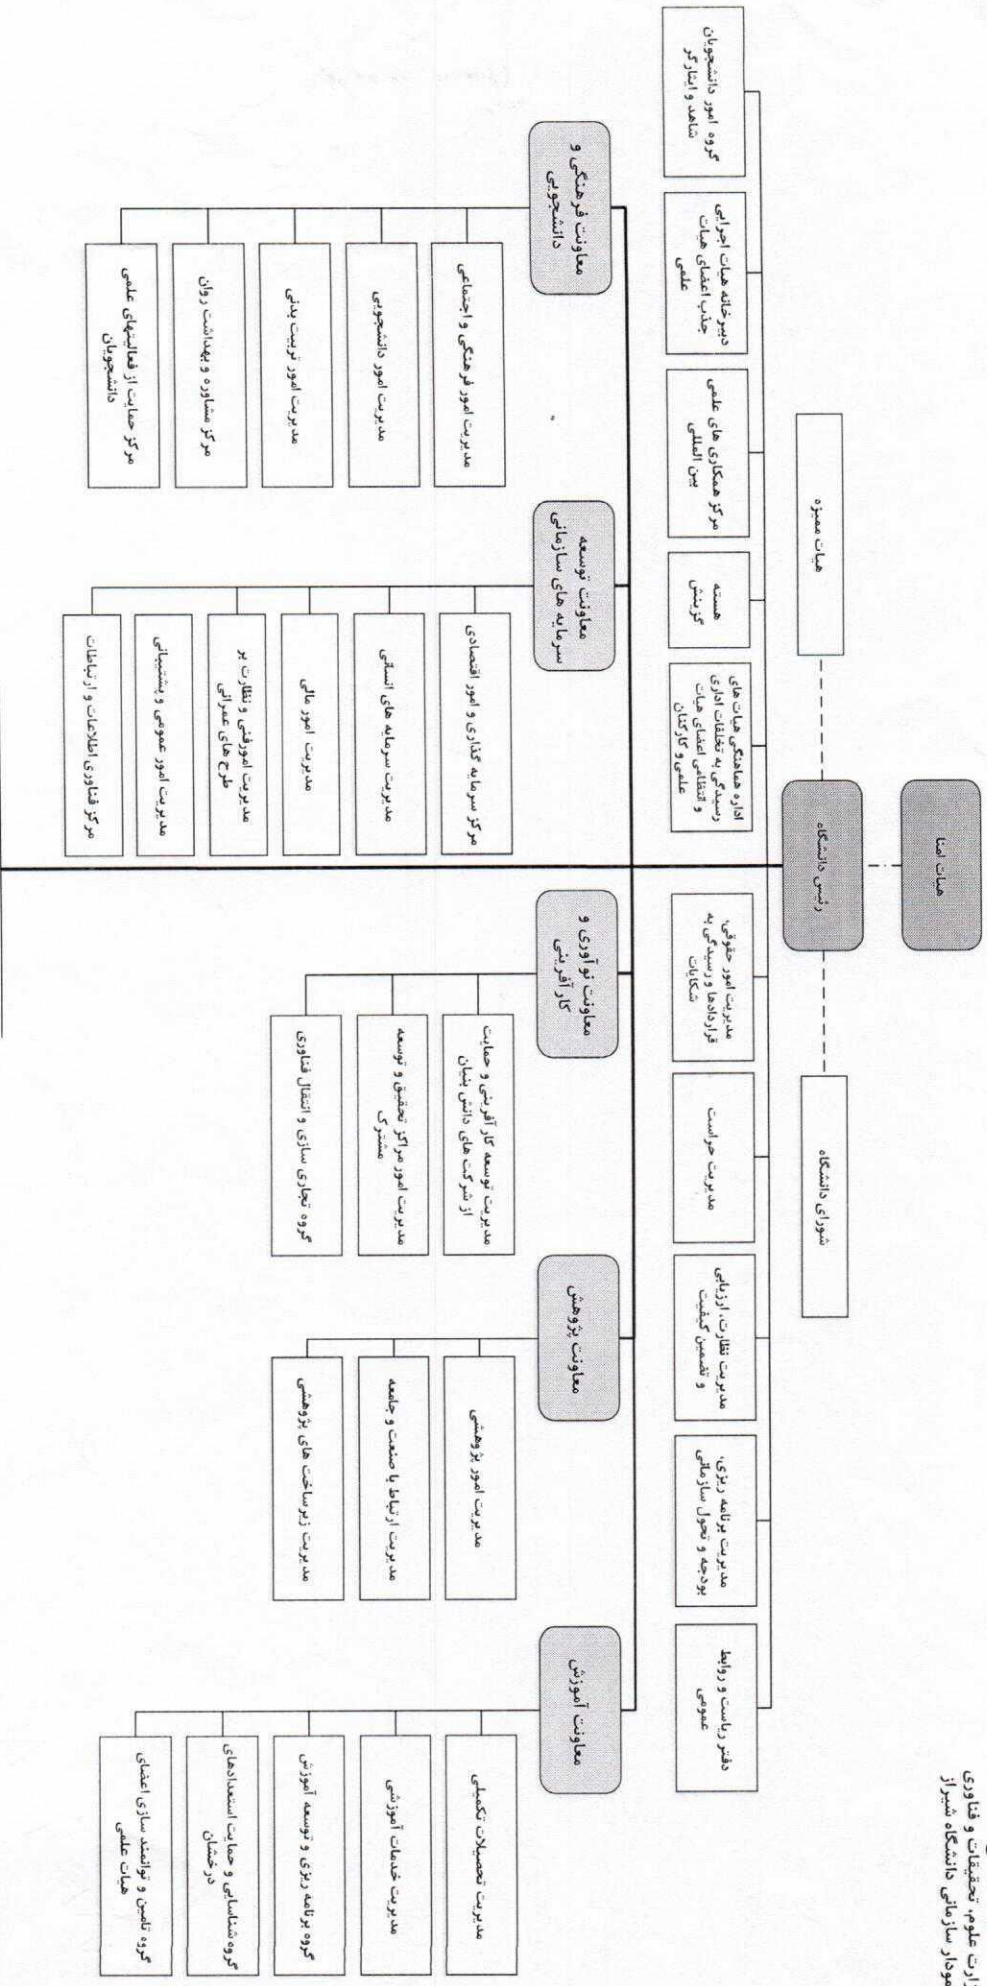 وزارت علوم، تحقیقات و فناوری
نمودار سازمانی دانشگاه شیراز
هیات امنا
رئیس دانشگاه
شورای دانشگاه
هیات ممیزه
دفتر ریاست و روابط
عمومی
مدیریت برنامه ریزی،
بودجه و تحول سازمانی
مدیریت نظارت، ارزیابی
و تضمین کیفیت
مدیریت حراست
مدیریت امور حقوقی،
قراردادها و رسیدگی به
شکایات
اداره هماهنگی هیات های
رسیدگی به تخلفات اداری
و انتظامی اعضای هیات
علمی و کارکنان
هسته
گزینش
مرکز همکاری های علمی
بین المللی
دبیرخانه هیات اجرایی
جذب اعضای هیات
علمی
گروه امور دانشجویان
شاهد و ایثارگر
معاونت آموزش
مدیریت تحصیلات تکمیلی
مدیریت خدمات آموزشی
گروه برنامه ریزی و توسعه آموزش
گروه شناسایی و حمایت استعدادهای
درخشان
گروه تامین و توانمند سازی اعضای
هیات علمی
معاونت پژوهش
مدیریت امور پژوهشی
مدیریت ارتباط با صنعت و جامعه
مدیریت زیرساخت های پژوهشی
معاونت نوآوری و
کارآفرینی
مدیریت توسعه کار آفرینی و حمایت
از شرکت های دانش بنیان
مدیریت امور مراکز تحقیق و توسعه
مشترک
گروه تجاری سازی و انتقال فناوری
معاونت توسعه
سرمایه های سازمانی
مرکز سرمایه گذاری و امور اقتصادی
مدیریت سرمایه های انسانی
مدیریت امور مالی
مدیریت امورفنی و نظارت بر
طرح های عمرانی
مدیریت امور عمومی و پشتیبانی
مرکز فناوری اطلاعات و ارتباطات
معاونت فرهنگی و
دانشجویی
مدیریت امور فرهنگی و اجتماعی
مدیریت امور دانشجویی
مدیریت امور تربیت بدنی
مرکز مشاوره و بهداشت روان
مرکز حمایت از فعالیتهای علمی
دانشجویان